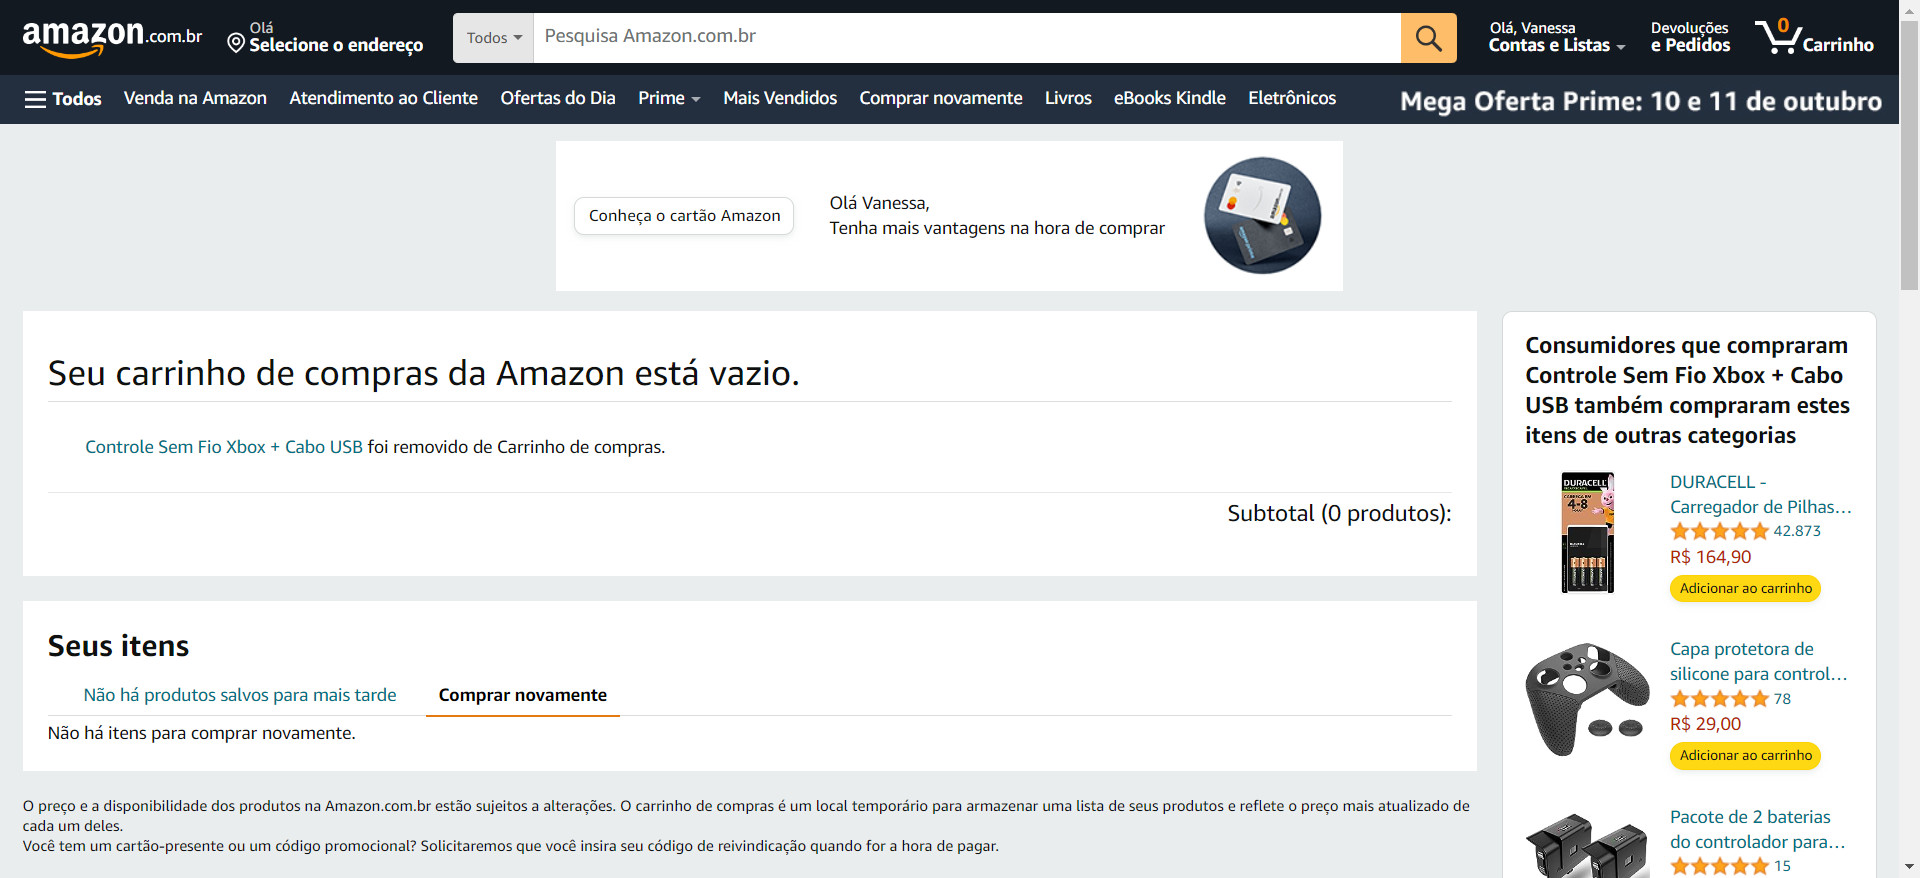 amazon.com.br
Olá
Selecione o endereço
Todos
Pesquisa Amazon.com.br
Olá, Vanessa
Contas e Listas
Devoluções
e Pedidos
0
Carrinho
Todos
Venda na Amazon
Atendimento ao Cliente
Ofertas do Dia
Prime
Mais Vendidos
Comprar novamente
Livros
eBooks Kindle
Eletrônicos
Mega Oferta Prime: 10 e 11 de outubro
Conheça o cartão Amazon
Olá Vanessa,
Tenha mais vantagens na hora de comprar
Seu carrinho de compras da Amazon está vazio.
Controle Sem Fio Xbox + Cabo USB foi removido de Carrinho de compras.
Subtotal (0 produtos):
Seus itens
Não há produtos salvos para mais tarde
Comprar novamente
Não há itens para comprar novamente.
O preço e a disponibilidade dos produtos na Amazon.com.br estão sujeitos a alterações. O carrinho de compras é um local temporário para armazenar uma lista de seus produtos e reflete o preço mais atualizado de
cada um deles.
Você tem um cartão-presente ou um código promocional? Solicitaremos que você insira seu código de reivindicação quando for a hora de pagar.
Consumidores que compraram
Controle Sem Fio Xbox + Cabo
USB também compraram estes
itens de outras categorias
DURACELL
4-8
DURACELL -
Carregador de Pilhas…
42.873
R$ 164,90
Adicionar ao carrinho
Capa protetora de
silicone para control…
78
R$ 29,00
Adicionar ao carrinho
Pacote de 2 baterias
do controlador para…
15